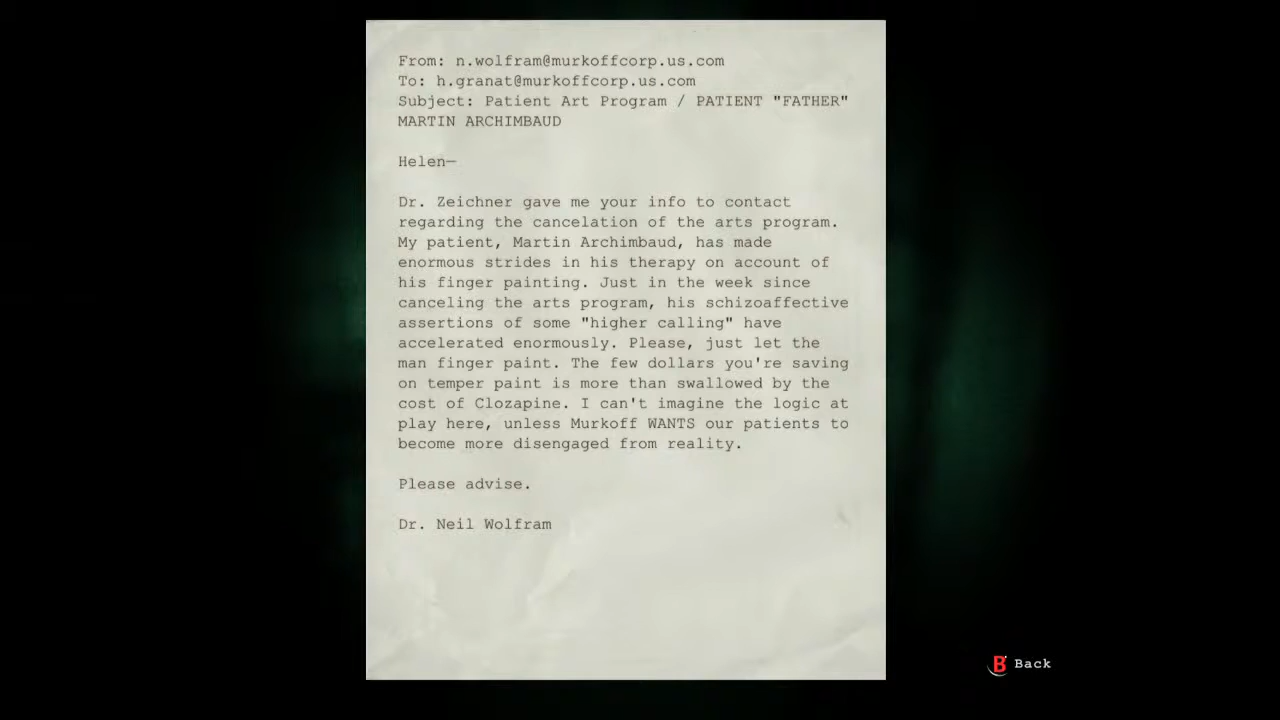 From: n.wolfram@murkoffcorp.us.com
To: h.granat@murkoffcorp.us.com
Subject: Patient Art Program / PATIENT "FATHER"
MARTIN ARCHIMBAUD
Helen—
Dr. Zeichner gave me your info to contact
regarding the cancelation of the arts program.
My patient, Martin Archimbaud, has made
enormous strides in his therapy on account of
his finger painting. Just in the week since
canceling the arts program, his schizoaffective
assertions of some "higher calling" have
accelerated enormously. Please, just let the
man finger paint. The few dollars you're saving
on temper paint is more than swallowed by the
cost of Clozapine. I can't imagine the logic at
play here, unless Murkoff WANTS our patients to
become more disengaged from reality.
Please advise.
Dr. Neil Wolfram
B Back